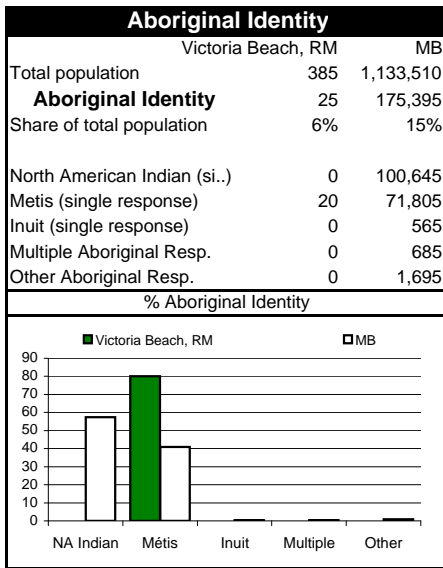 Aboriginal Identity
Victoria Beach, RM MB
Total population 385 1,133,510
Aboriginal Identity 25 175,395
Share of total population 6% 15%
North American Indian (si..) 0 100,645
Metis (single response) 20 71,805
Inuit (single response) 0 565
Multiple Aboriginal Resp. 0 685
Other Aboriginal Resp. 0 1,695
% Aboriginal Identity
Victoria Beach, RM MB
90
80
70
60
50
40
30
20
10
0
NA Indian Métis Inuit Multiple Other